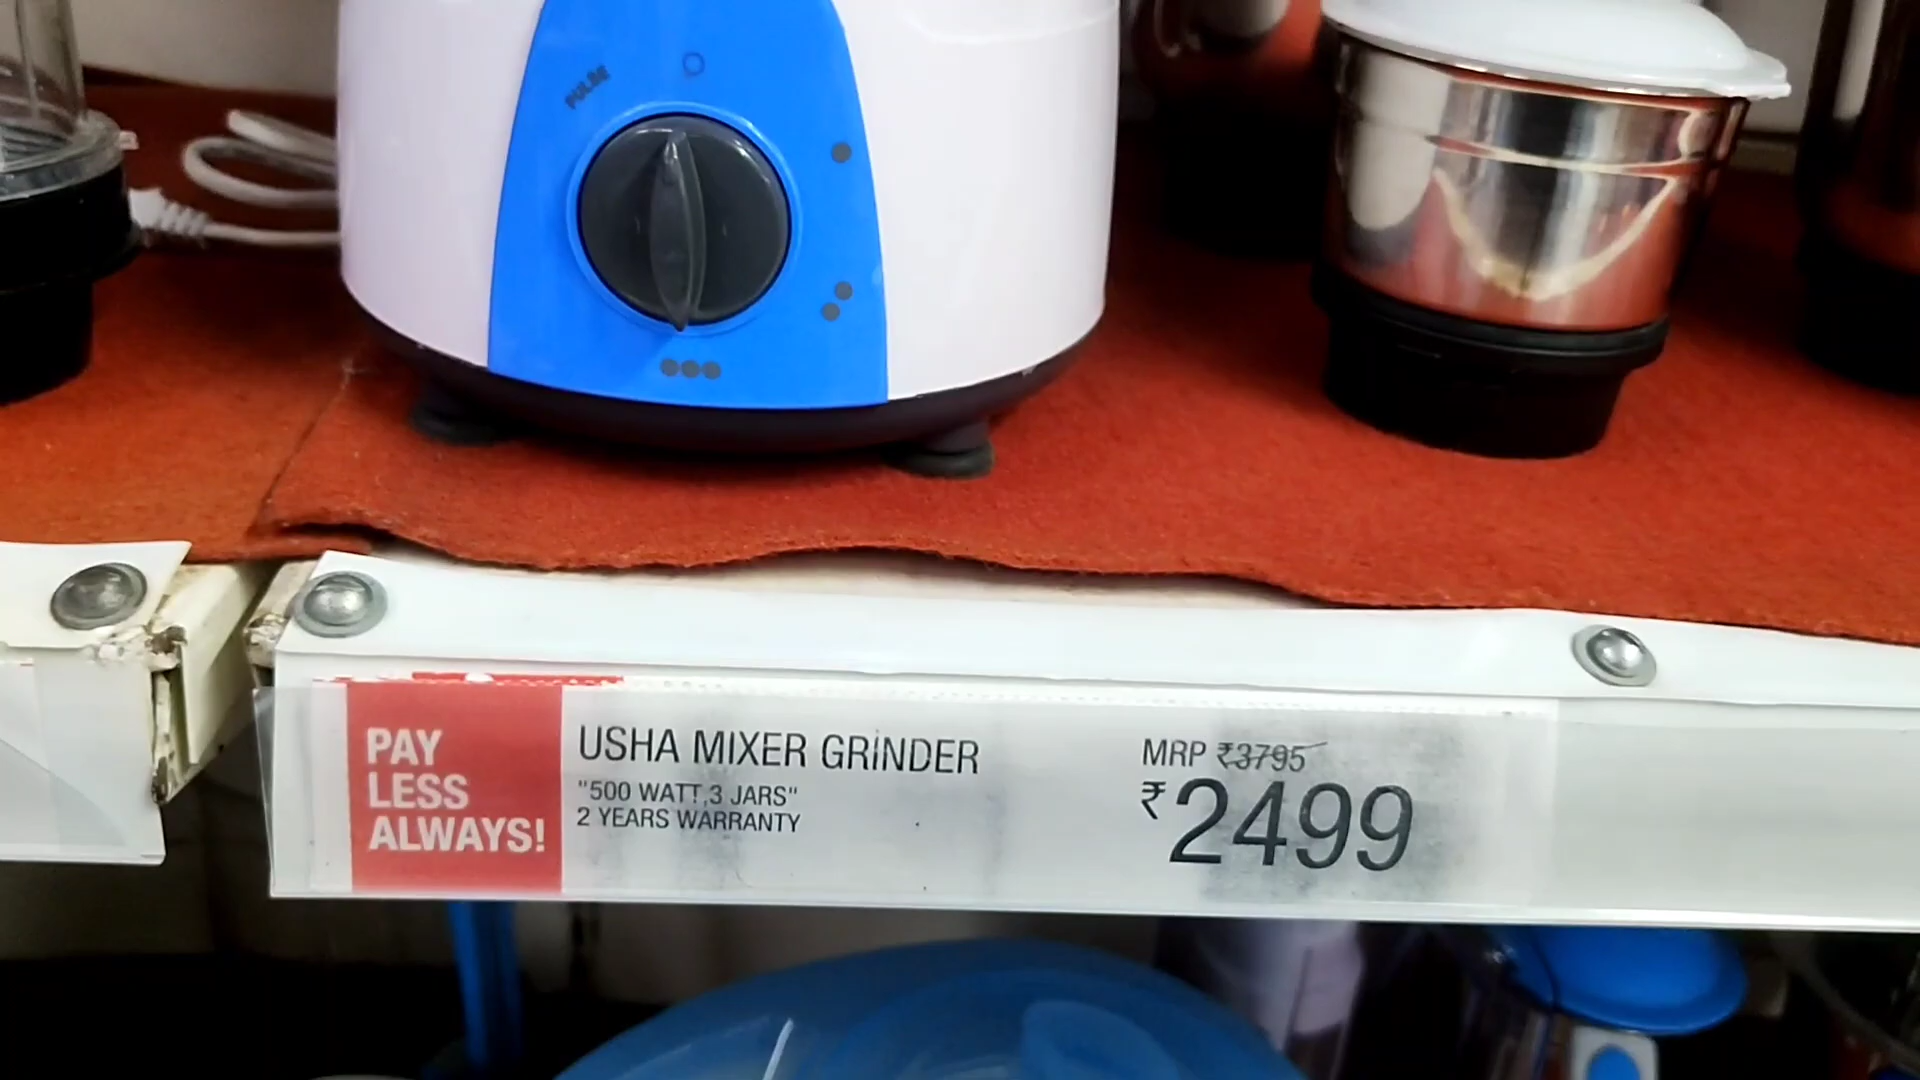 PULSE
PAY
LESS
ALWAYS!
USHA MIXER GRINDER
"500 WATT,3 JARS"
2 YEARS WARRANTY
MRP ₹3795
₹2499